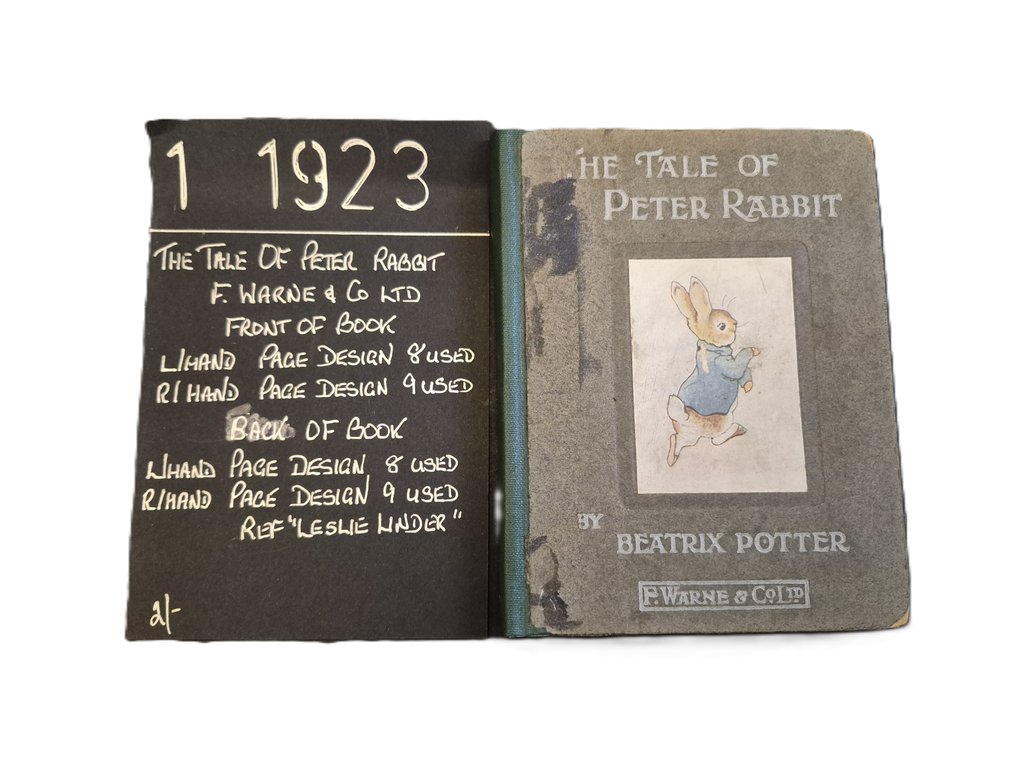 1 1923
THE TALE OF PETER RABBIT
F. WARNE & CO LTD
FRONT OF BOOK
L/HAND PAGE DESIGN 8 USED
R/HAND PAGE DESIGN 9 USED
BACK OF BOOK
L/HAND PAGE DESIGN 8 USED
R/HAND PAGE DESIGN 9 USED
REF "LESLIE LINDER"
2/-
HE TALE OF
PETER RABBIT
BY
BEATRIX POTTER
F. WARNE & CO. LTD